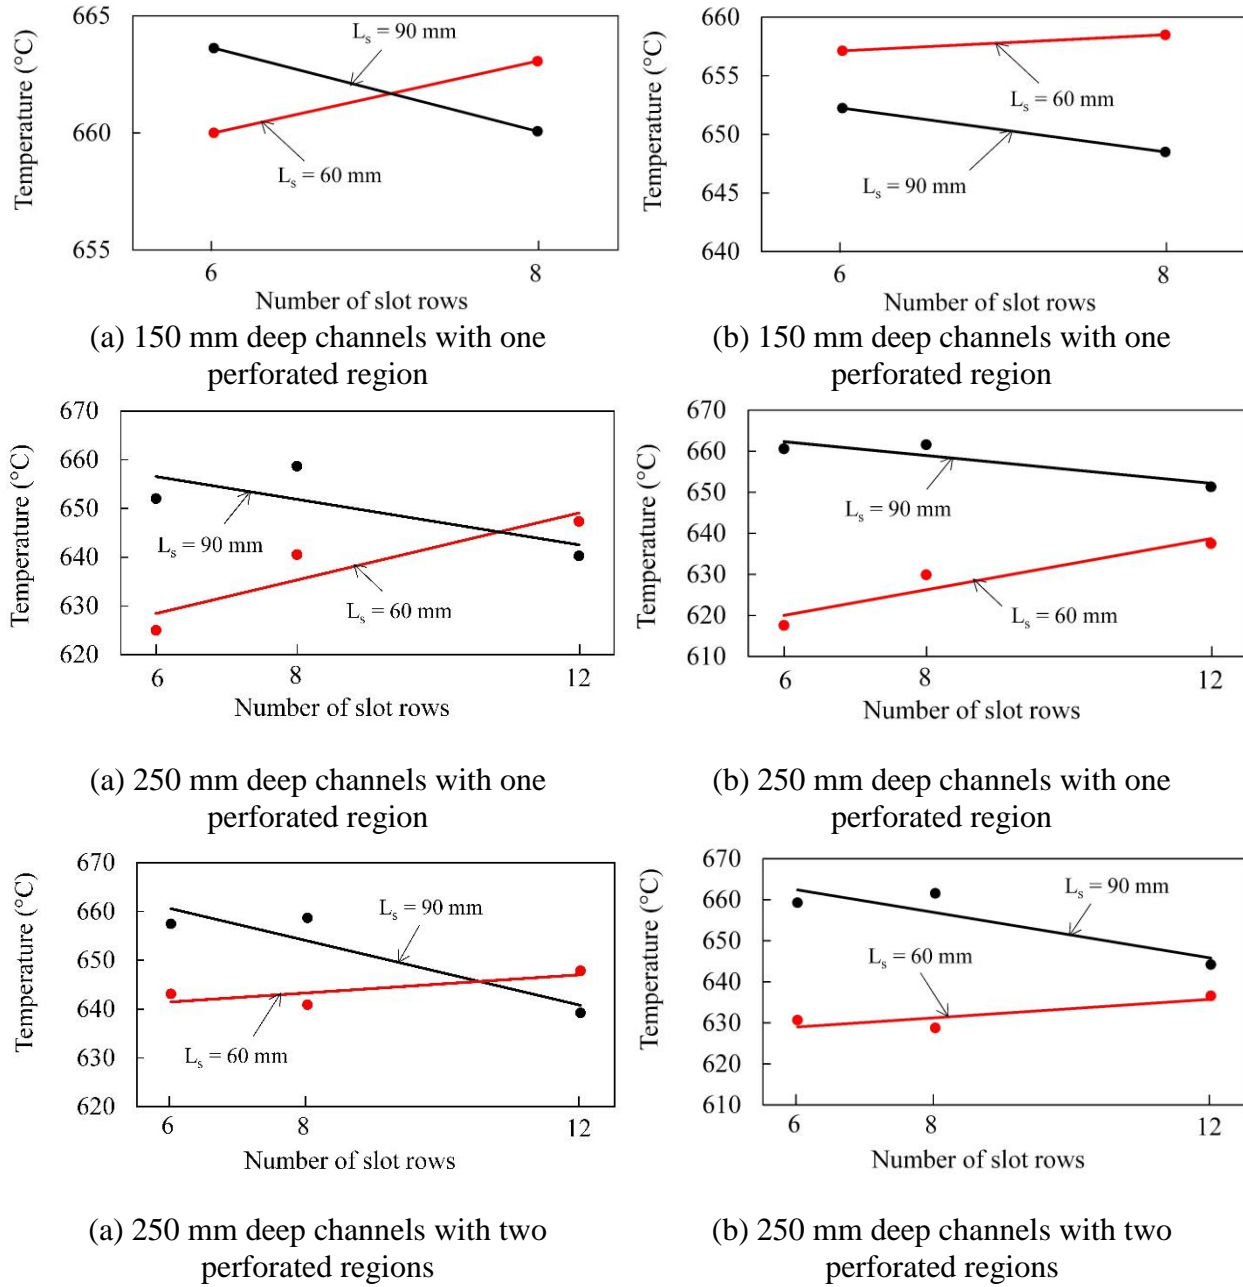 665
660
655
Temperature (°C)
Lₛ = 90 mm
Lₛ = 60 mm
6
8
Number of slot rows
(a) 150 mm deep channels with one
perforated region
660
655
650
645
640
Temperature (°C)
Lₛ = 60 mm
Lₛ = 90 mm
6
8
Number of slot rows
(b) 150 mm deep channels with one
perforated region
670
660
650
640
630
620
Temperature (°C)
Lₛ = 90 mm
Lₛ = 60 mm
6
8
12
Number of slot rows
(a) 250 mm deep channels with one
perforated region
670
660
650
640
630
620
610
Temperature (°C)
Lₛ = 90 mm
Lₛ = 60 mm
6
8
12
Number of slot rows
(b) 250 mm deep channels with one
perforated region
670
660
650
640
630
620
Temperature (°C)
Lₛ = 90 mm
Lₛ = 60 mm
6
8
12
Number of slot rows
(a) 250 mm deep channels with two
perforated regions
670
660
650
640
630
620
610
Temperature (°C)
Lₛ = 90 mm
Lₛ = 60 mm
6
8
12
Number of slot rows
(b) 250 mm deep channels with two
perforated regions